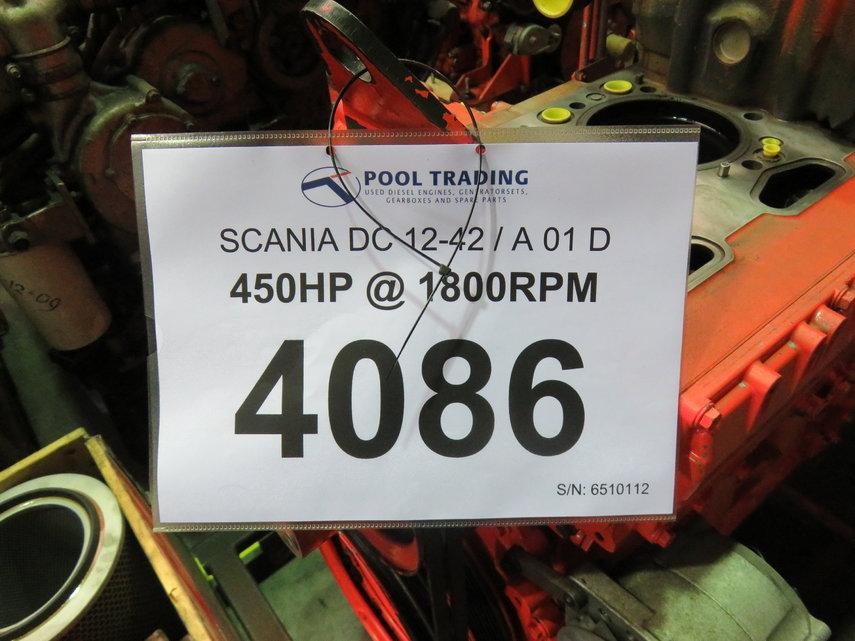 POOL TRADING
USED DIESEL ENGINES, GENERATORSETS,
GEARBOXES AND SPARE PARTS
SCANIA DC 12-42 / A 01 D
450HP @ 1800RPM
4086
S/N: 6510112
12-09